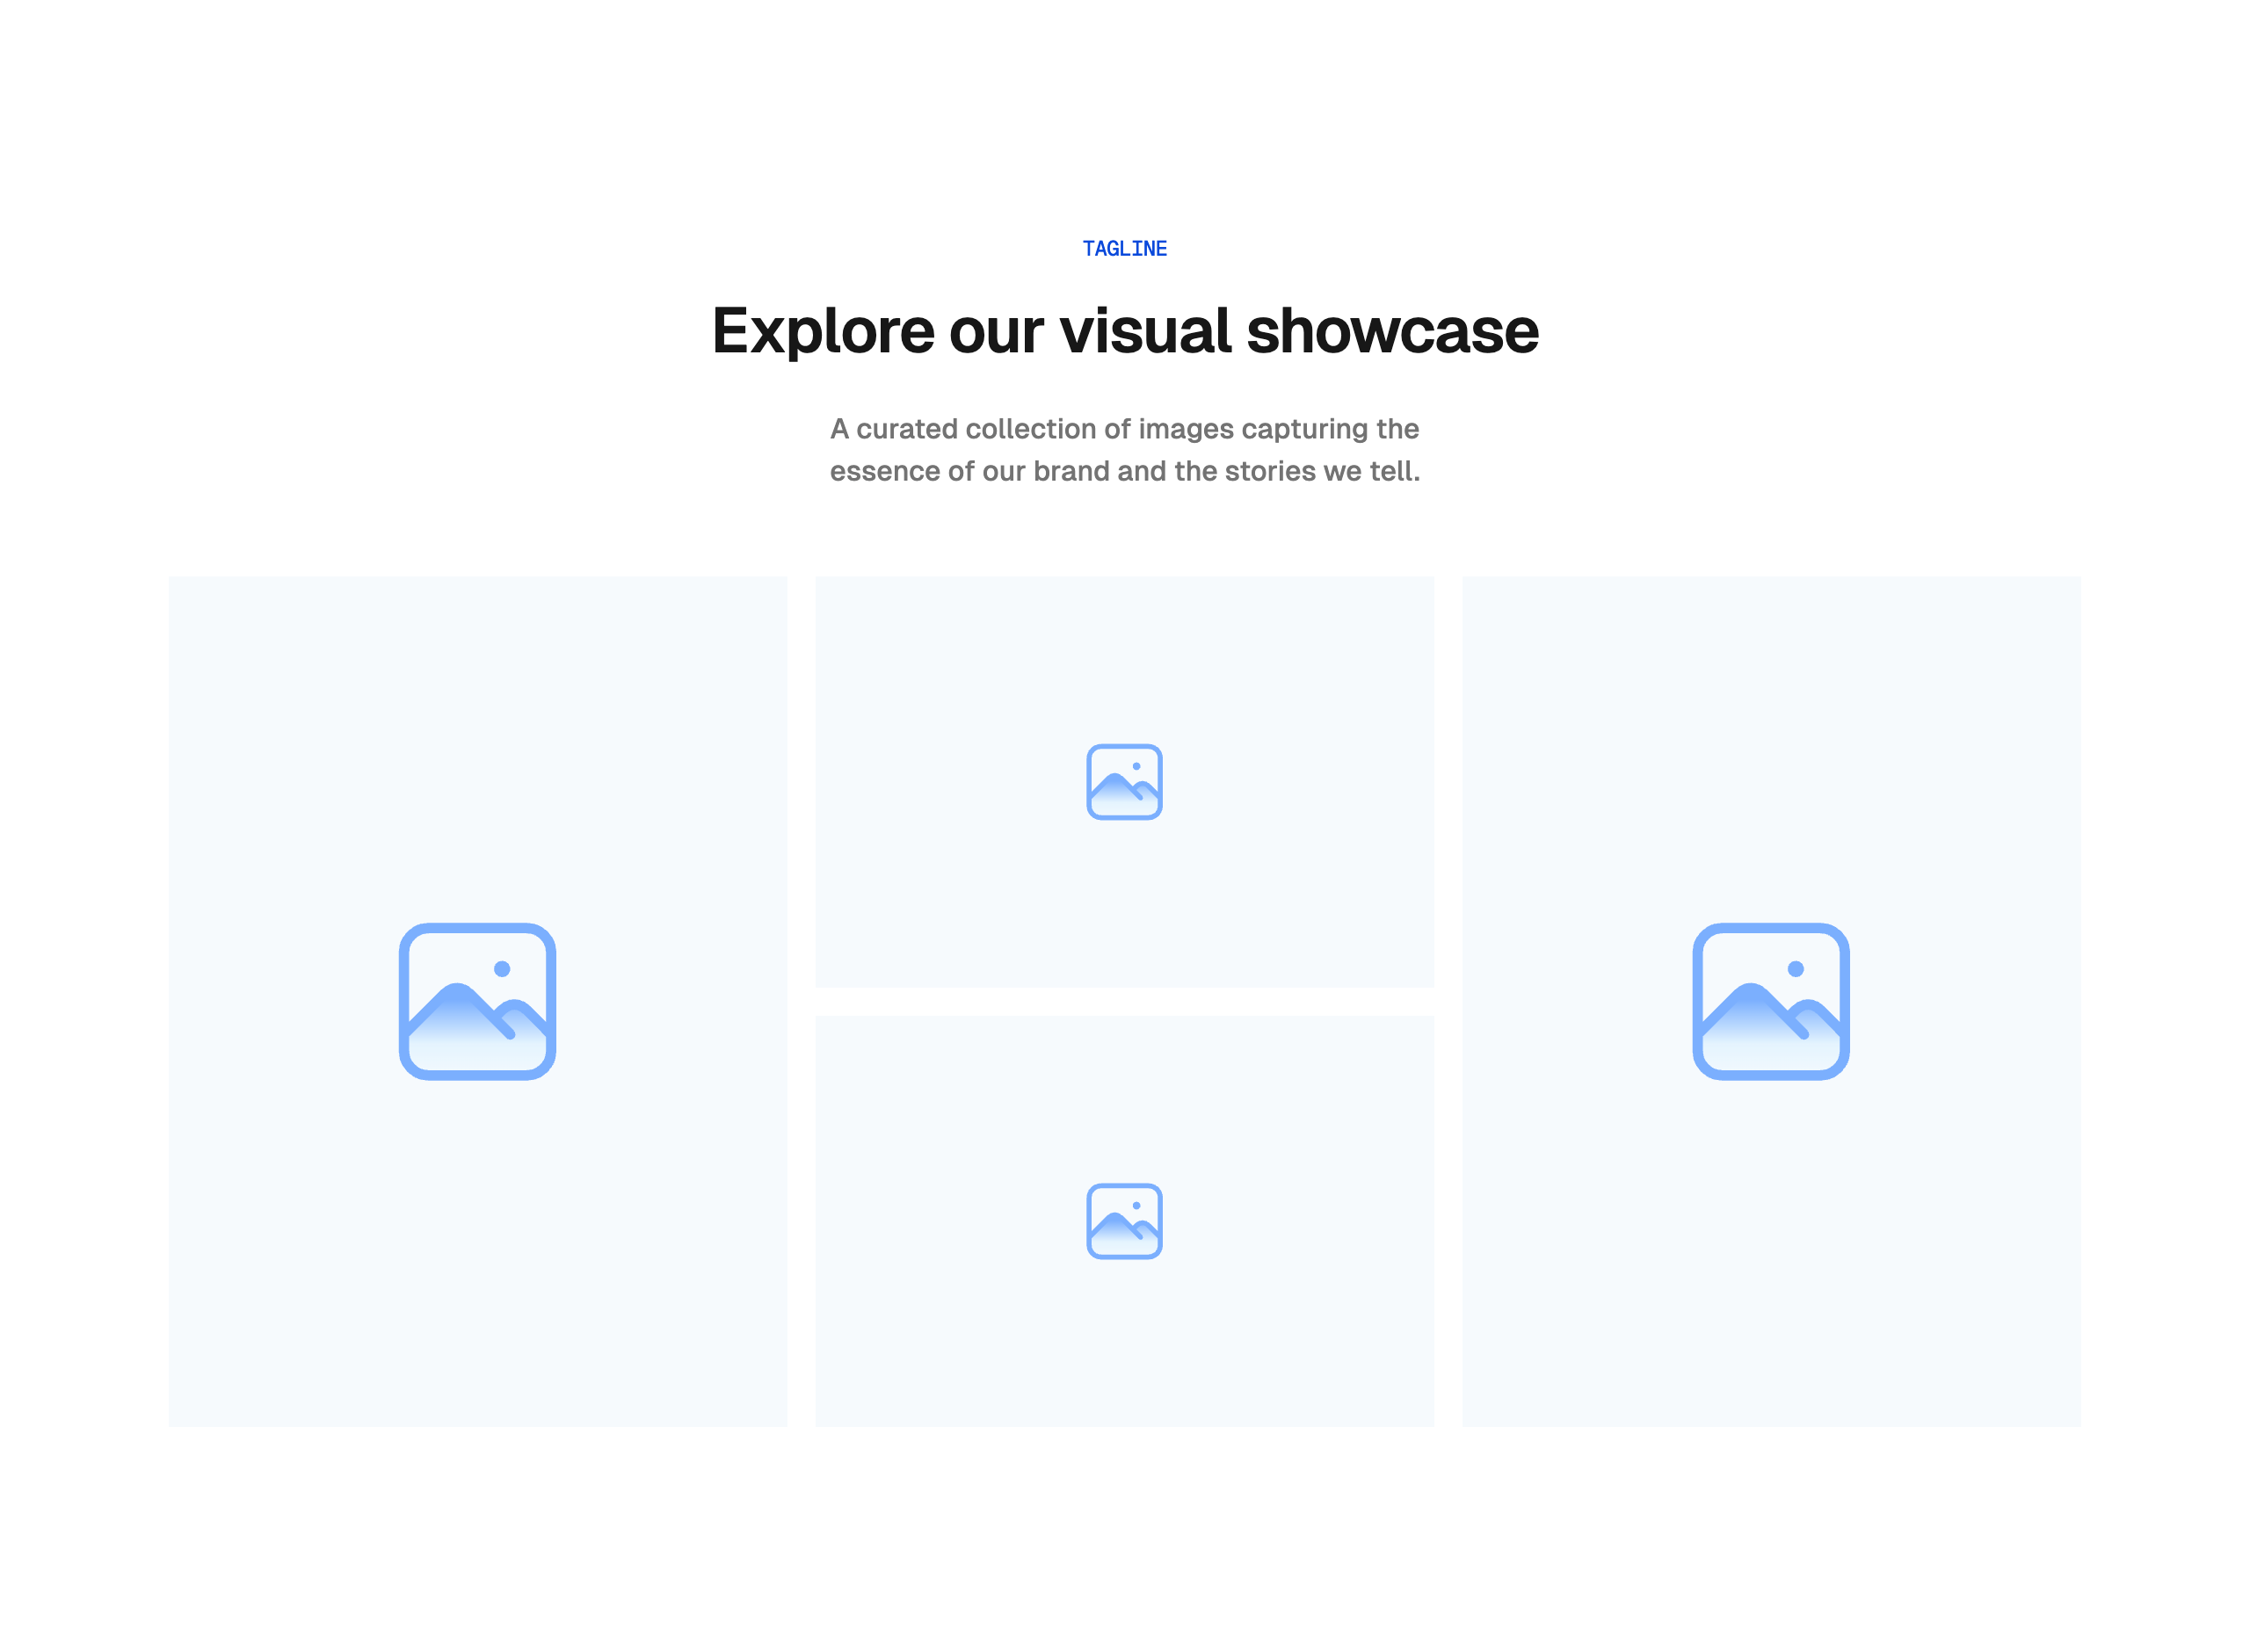 TAGLINE
Explore our visual showcase
A curated collection of images capturing the
essence of our brand and the stories we tell.